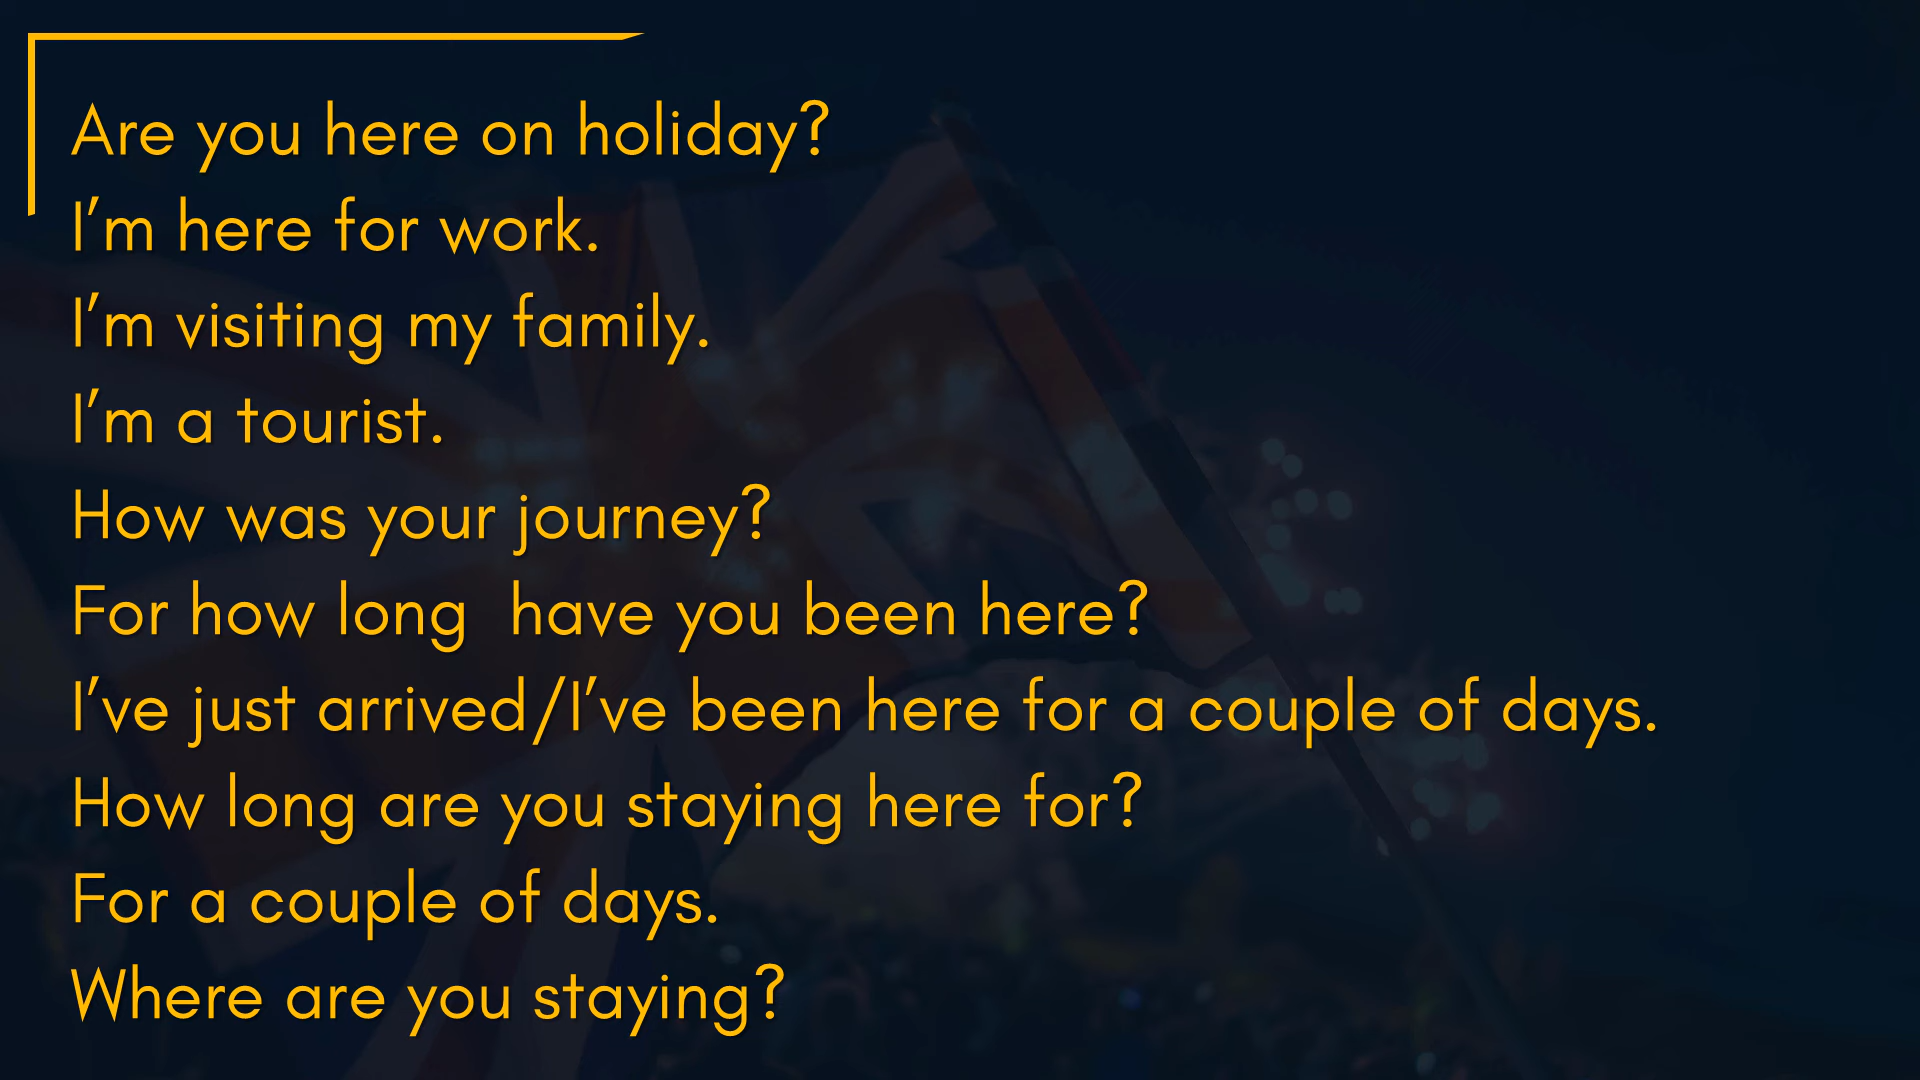 Are you here on holiday?
I’m here for work.
I’m visiting my family.
I’m a tourist.
How was your journey?
For how long  have you been here?
I’ve just arrived/I’ve been here for a couple of days.
How long are you staying here for?
For a couple of days.
Where are you staying?